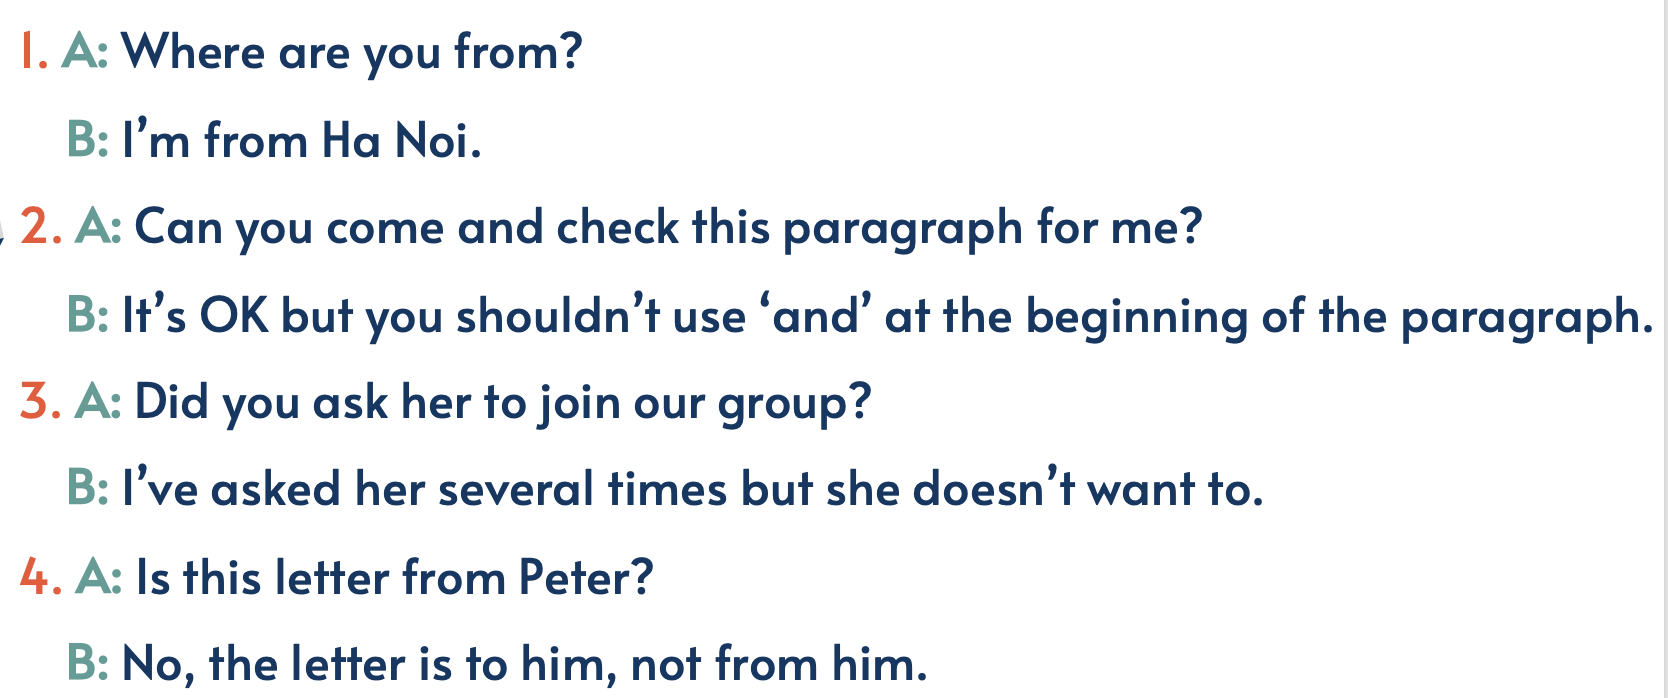 1. A: Where are you from?
B: I’m from Ha Noi.
2. A: Can you come and check this paragraph for me?
B: It’s OK but you shouldn’t use ‘and’ at the beginning of the paragraph.
3. A: Did you ask her to join our group?
B: I’ve asked her several times but she doesn’t want to.
4. A: Is this letter from Peter?
B: No, the letter is to him, not from him.